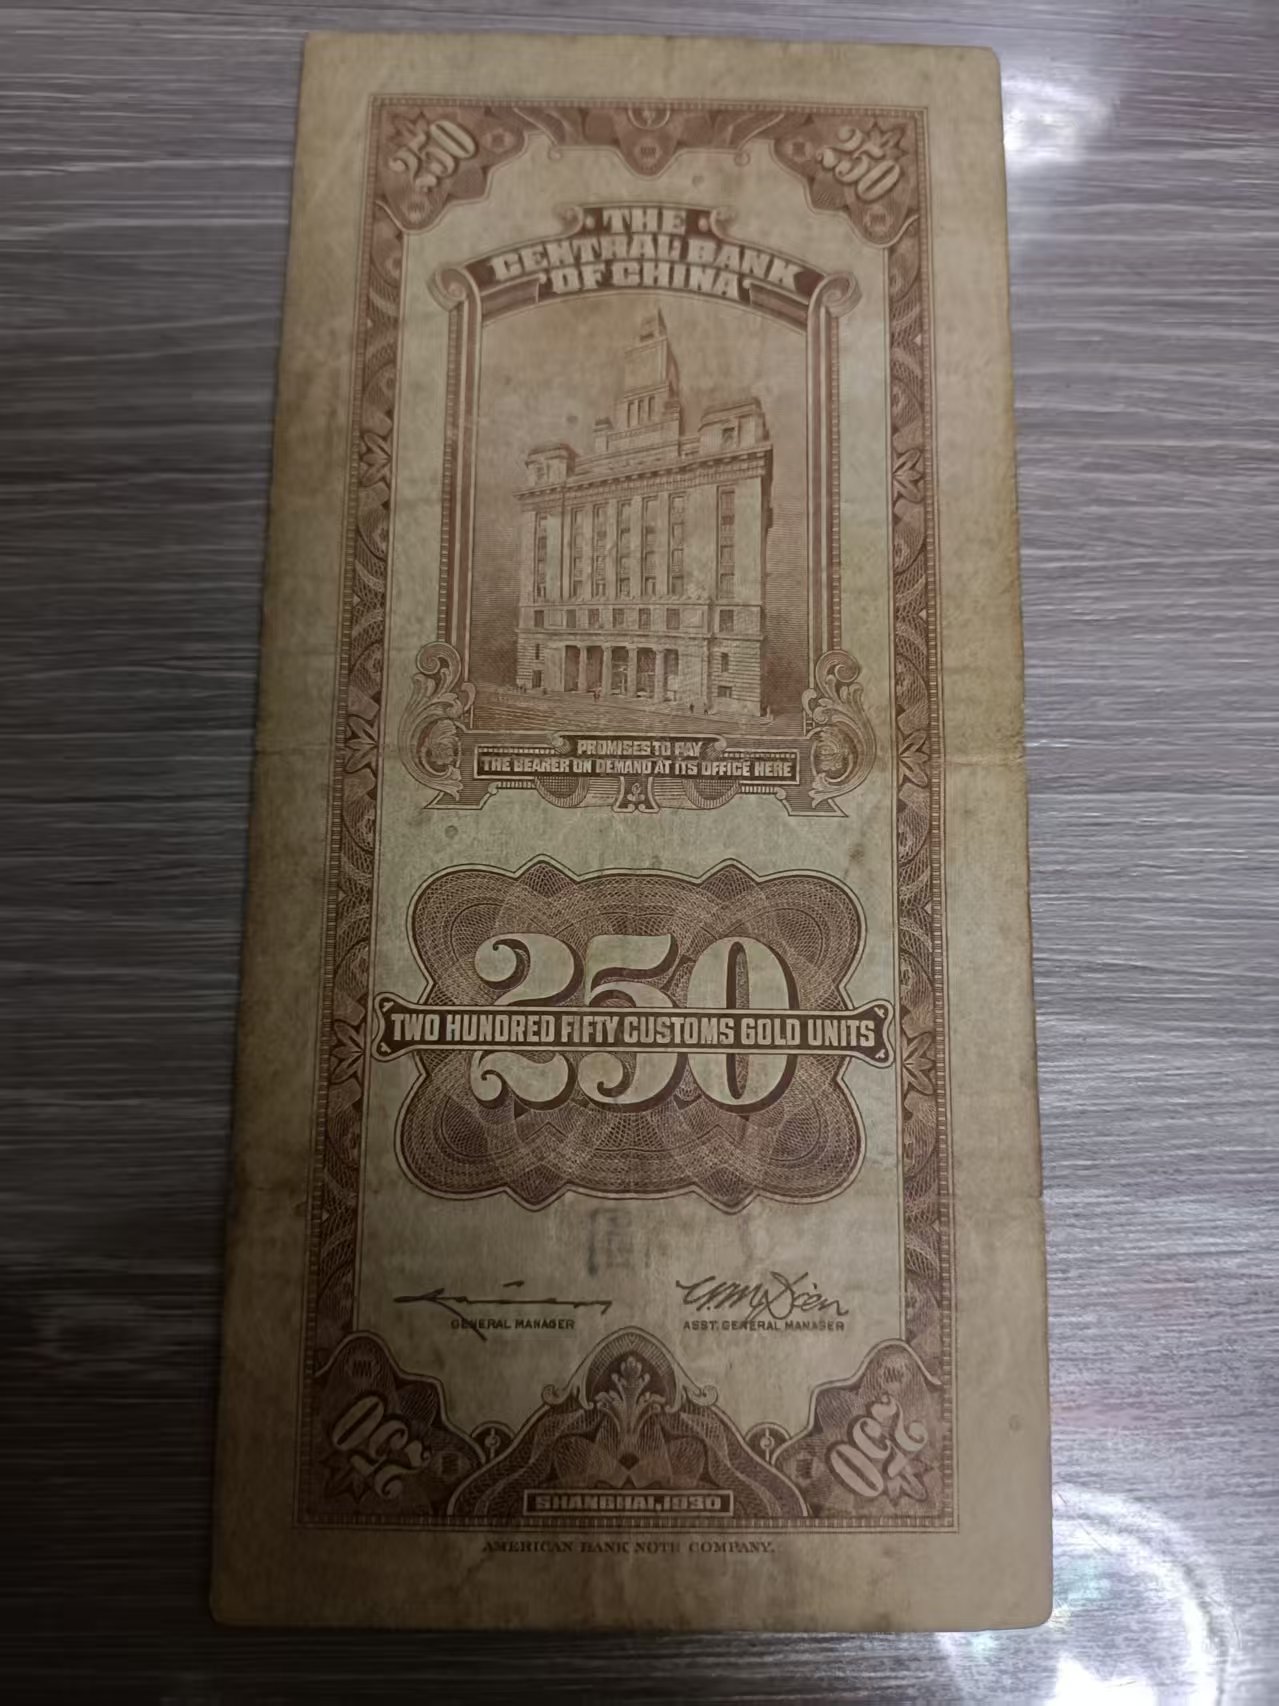 250 250
THE
CENTRAL BANK
OF CHINA
PROMISES TO PAY
THE BEARER ON DEMAND AT ITS OFFICE HERE
250
TWO HUNDRED FIFTY CUSTOMS GOLD UNITS
GENERAL MANAGER ASST. GENERAL MANAGER
250 250
SHANGHAI, 1930
AMERICAN BANK NOTE COMPANY.